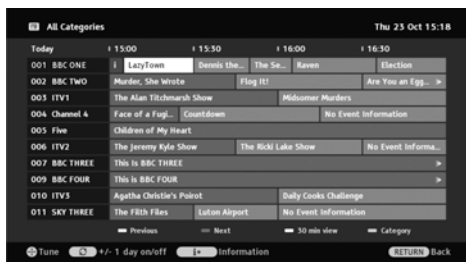 All Categories Thu 23 Oct 15:18
Today 15:00 15:30 16:00 16:30
001 BBC ONE LazyTown Dennis the... The Se... Raven Election
002 BBC TWO Murder, She Wrote Flog It! Are You an Egg...
003 ITV1 The Alan Titchmarsh Show Midsomer Murders
004 Channel 4 Face of a Fugi... Countdown No Event Information
005 Five Children of My Heart
006 ITV2 The Jeremy Kyle Show The Ricki Lake Show No Event Informa...
007 BBC THREE This is BBC THREE
009 BBC FOUR This is BBC FOUR
010 ITV3 Agatha Christie's Poirot Daily Cooks Challenge
011 SKY THREE The Filth Files Luton Airport No Event Information
Previous Next 30 min view Category
Tune +/- 1 day on/off i+ Information RETURN Back